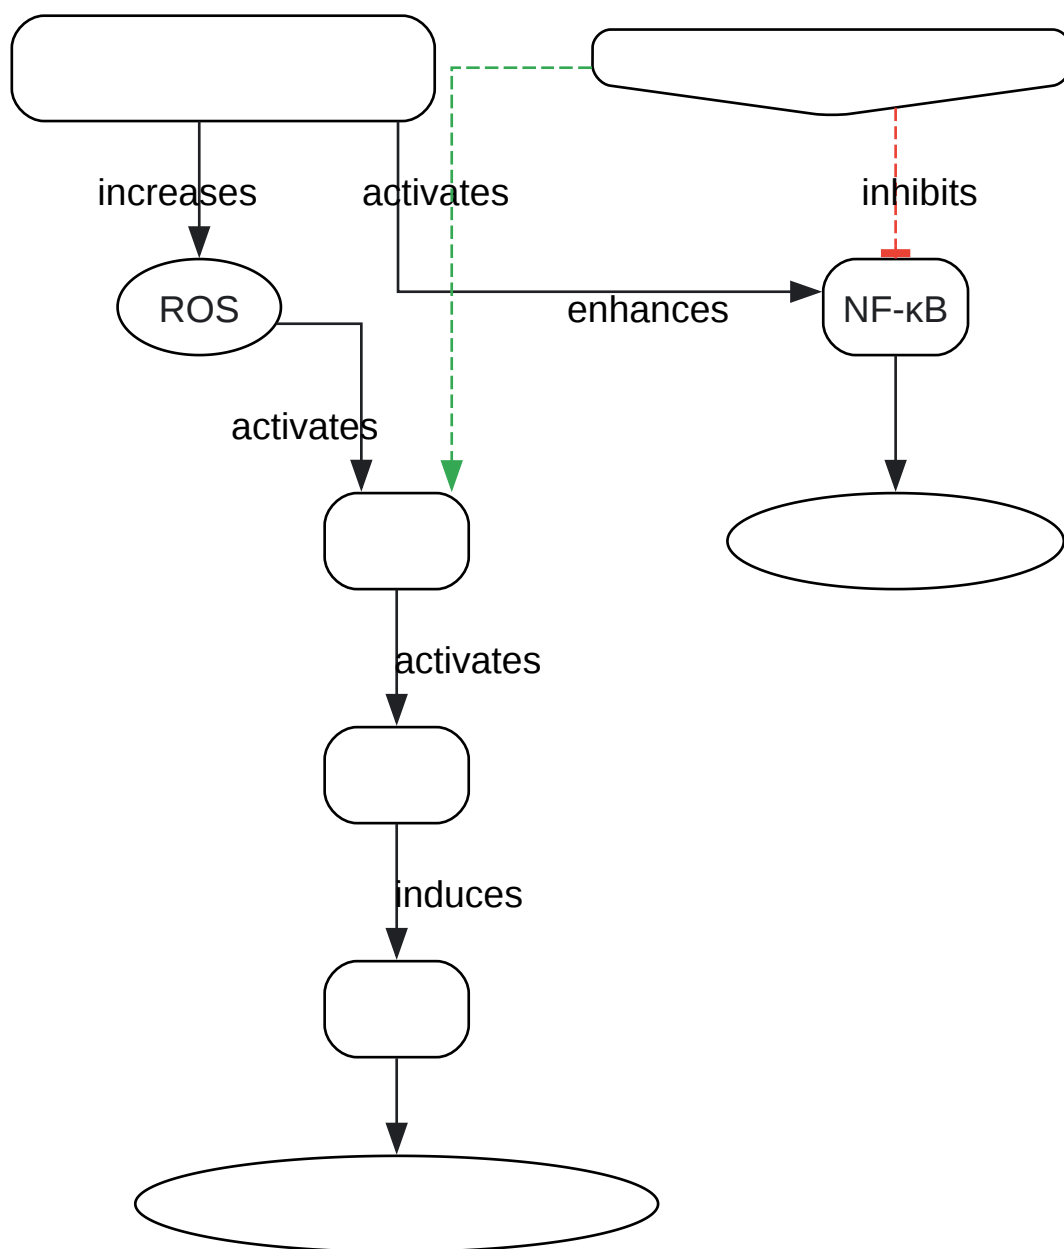 increases
activates
inhibits
ROS
enhances
NF-κB
activates
activates
induces